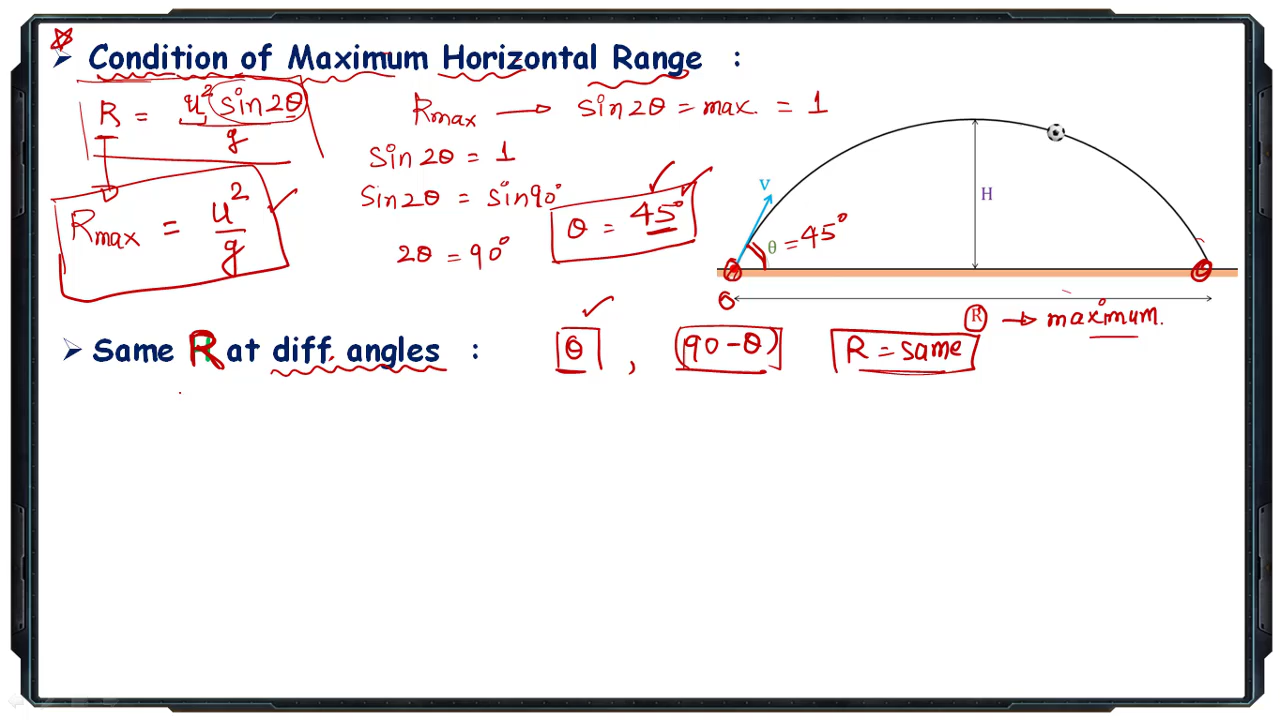 ➢ Condition of Maximum Horizontal Range :
R = u² sin2θ / g
Rmax → sin2θ = max. = 1
sin2θ = 1
sin2θ = sin90°
2θ = 90°
θ = 45°
Rmax = u² / g
V
H
θ = 45°
R → maximum.
➢ Same R at diff angles :
θ , (90-θ) R = same